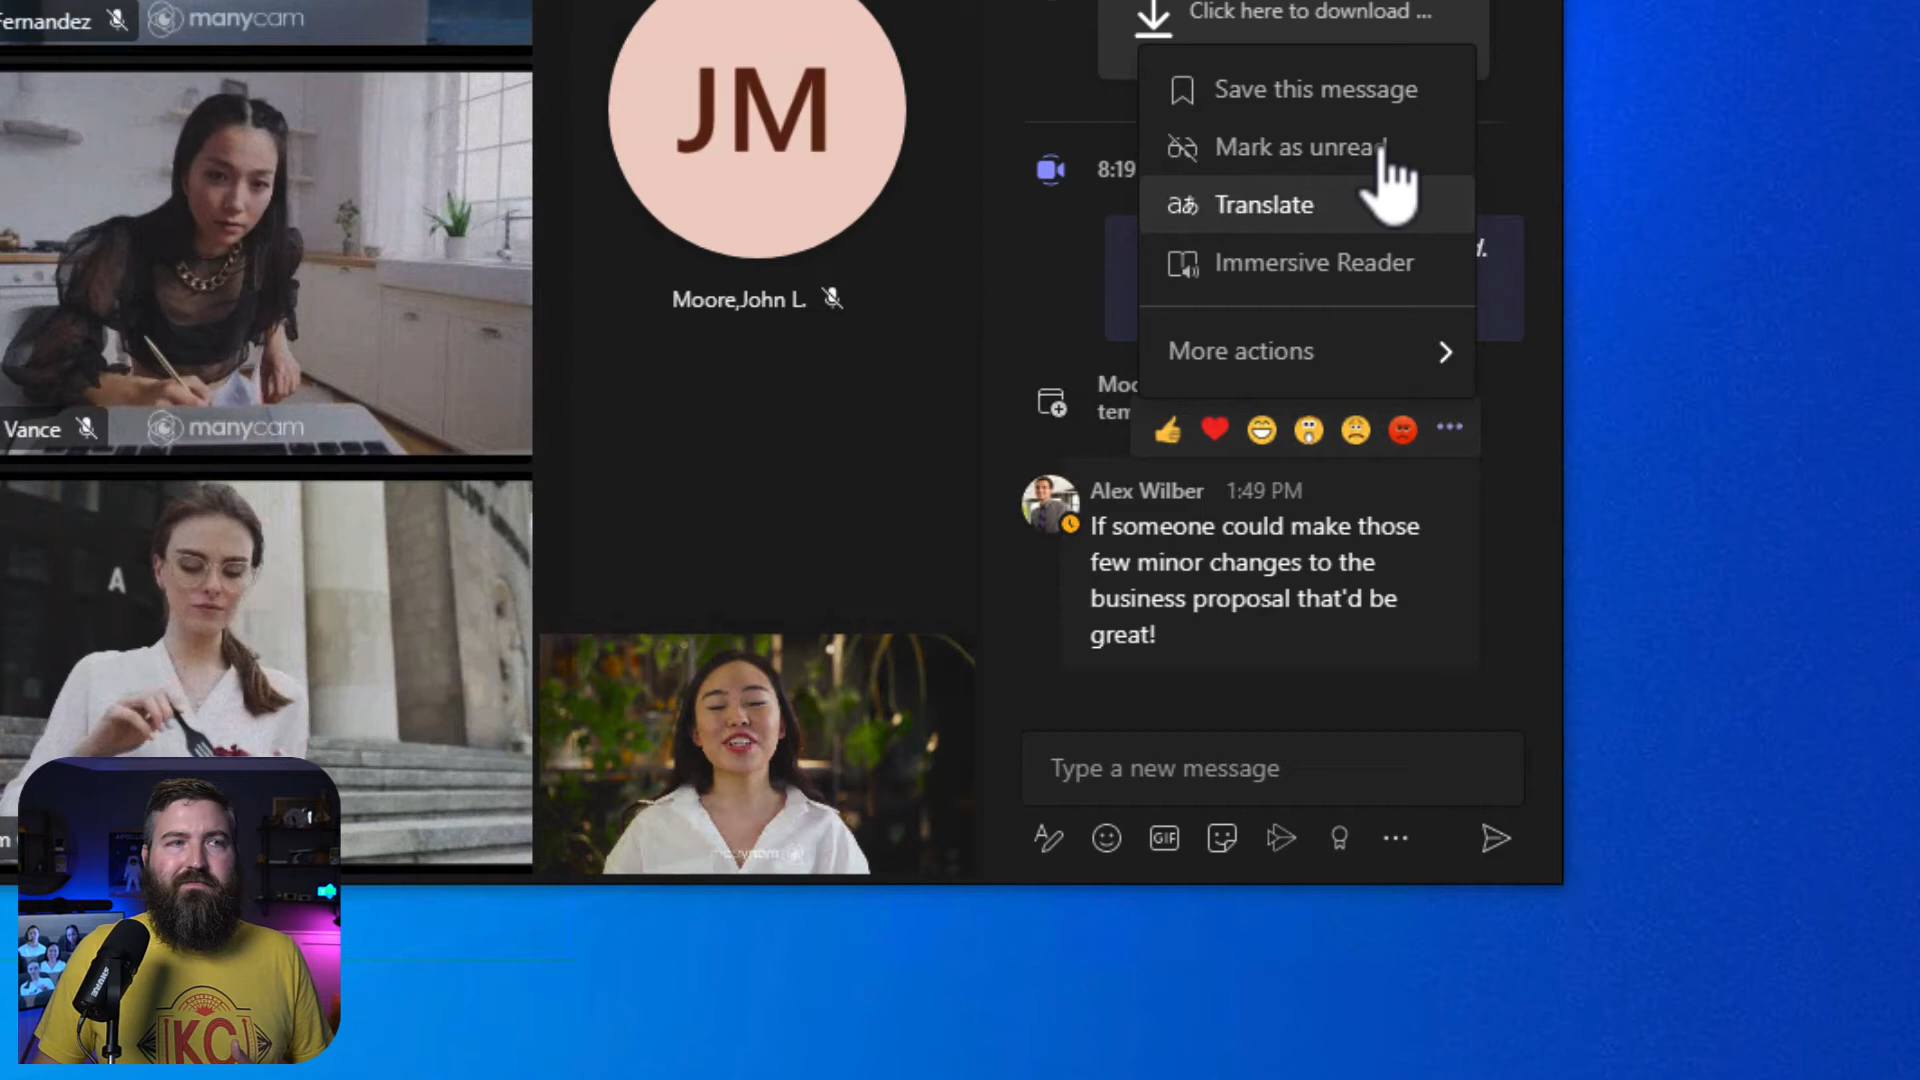 Fernandez
manycam
Click here to download ...
JM
Save this message
Mark as unread
8:19
Translate
Immersive Reader
Moore,John L.
More actions
Vance
manycam
Alex Wilber 1:49 PM
If someone could make those
few minor changes to the
business proposal that'd be
great!
A
Type a new message
GIF
KC